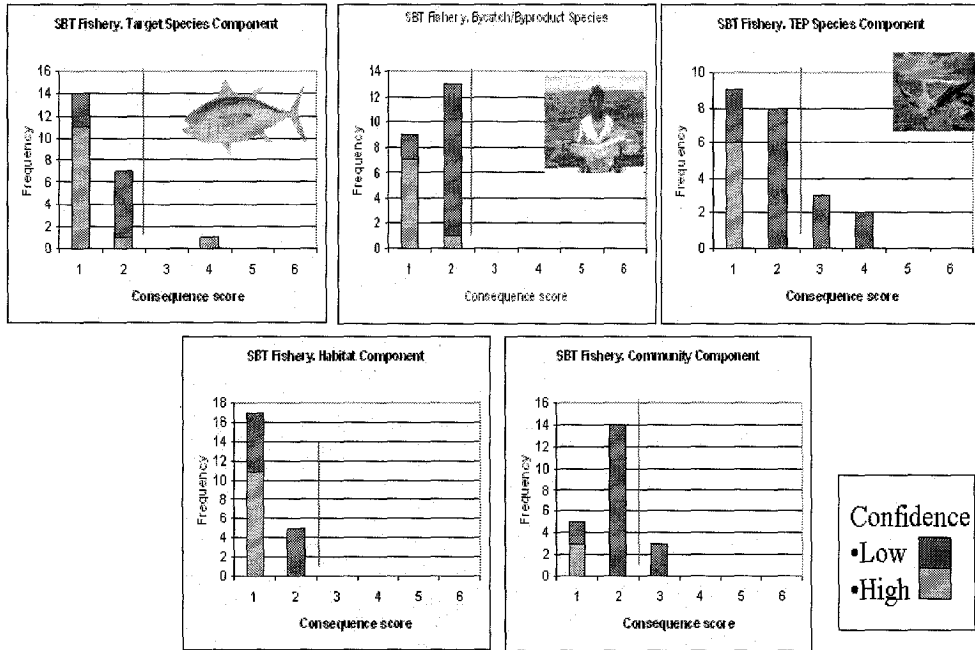 SBT Fishery. Target Species Component
16
14
12
10
8
6
4
2
0
Frequency
1 2 3 4 5 6
Consequence score
SBT Fishery. Bycatch/Byproduct Species
14
12
10
8
6
4
2
0
Frequency
1 2 3 4 5 6
Consequence score
SBT Fishery. TEP Species Component
10
8
6
4
2
0
Frequency
1 2 3 4 5 6
Consequence score
SBT Fishery. Habitat Component
18
16
14
12
10
8
6
4
2
0
Frequency
1 2 3 4 5 6
Consequence score
SBT Fishery. Community Component
16
14
12
10
8
6
4
2
0
Frequency
1 2 3 4 5 6
Consequence score
Confidence
•Low
•High